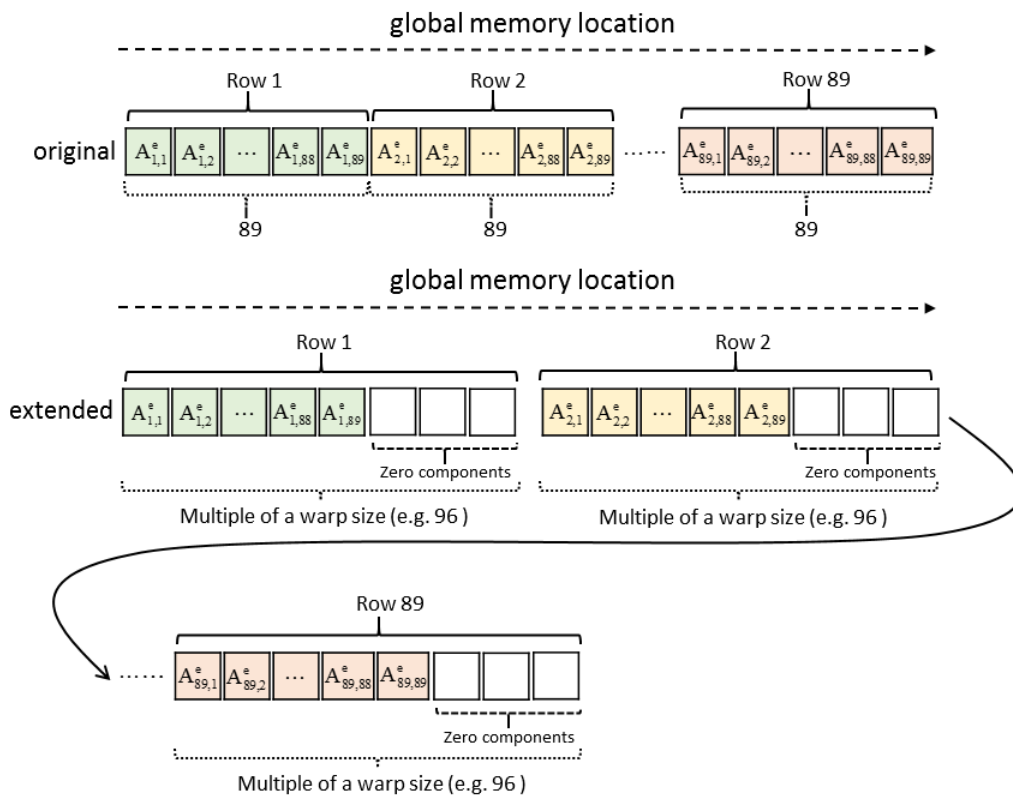 global memory location
Row 1 Row 2 Row 89
original A^e_{1,1} A^e_{1,2} ... A^e_{1,88} A^e_{1,89} A^e_{2,1} A^e_{2,2} ... A^e_{2,88} A^e_{2,89} ...... A^e_{89,1} A^e_{89,2} ... A^e_{89,88} A^e_{89,89}
89 89 89
global memory location
Row 1 Row 2
extended A^e_{1,1} A^e_{1,2} ... A^e_{1,88} A^e_{1,89} A^e_{2,1} A^e_{2,2} ... A^e_{2,88} A^e_{2,89}
Zero components Zero components
Multiple of a warp size (e.g. 96 ) Multiple of a warp size (e.g. 96 )
Row 89
...... A^e_{89,1} A^e_{89,2} ... A^e_{89,88} A^e_{89,89}
Zero components
Multiple of a warp size (e.g. 96 )